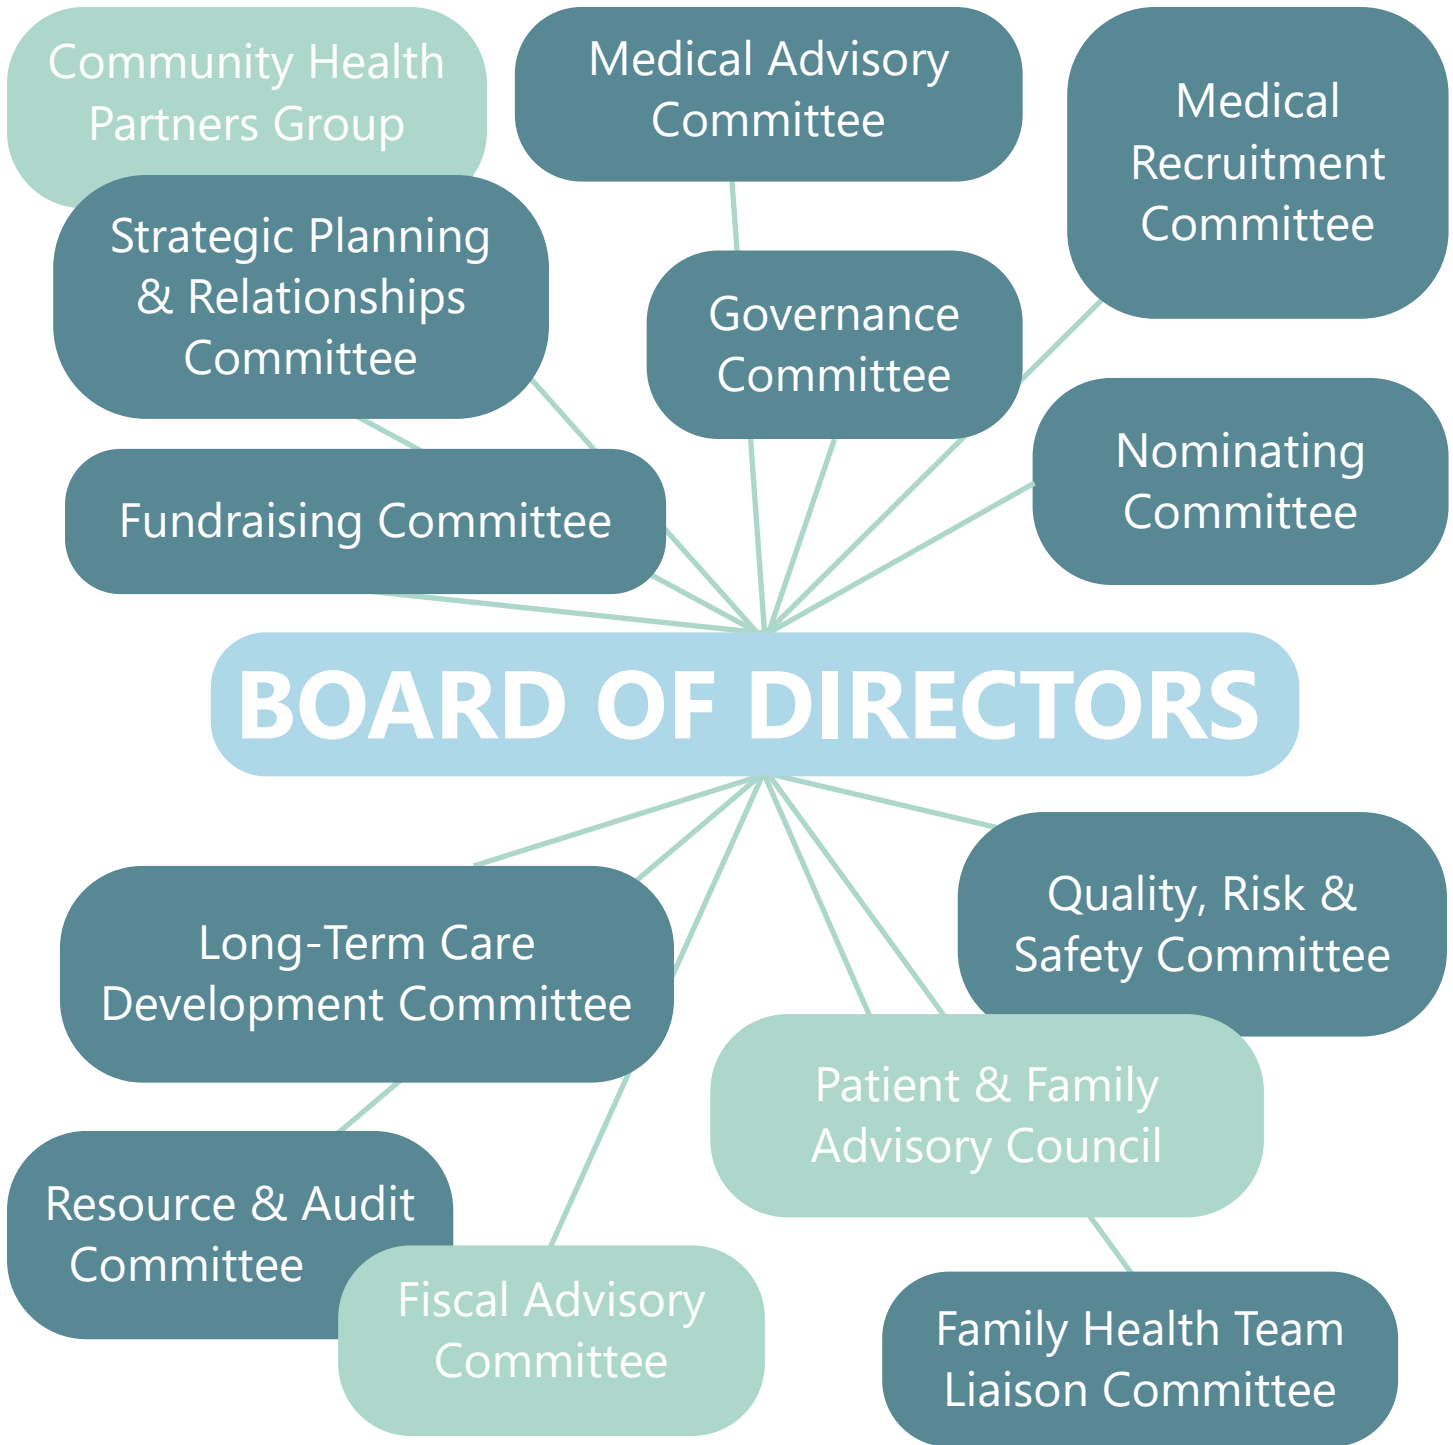 Community Health
Partners Group
Medical Advisory
Committee
Medical
Recruitment
Committee
Strategic Planning
& Relationships
Committee
Governance
Committee
Nominating
Committee
Fundraising Committee
BOARD OF DIRECTORS
Long-Term Care
Development Committee
Quality, Risk &
Safety Committee
Patient & Family
Advisory Council
Resource & Audit
Committee
Fiscal Advisory
Committee
Family Health Team
Liaison Committee